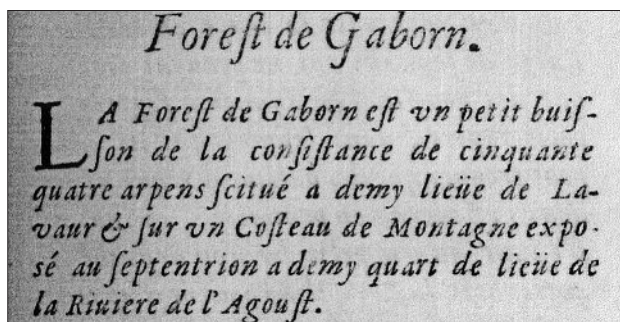 Foreſt de Gaborn.
LA Foreſt de Gaborn eſt vn petit buiſ-
ſon de la conſiſtance de cinquante
quatre arpens ſcitué a demy lieüe de La-
vaur & ſur vn Coſteau de Montagne expo-
sé au ſeptentrion a demy quart de lieüe de
la Riuiere de l'Agouſt.